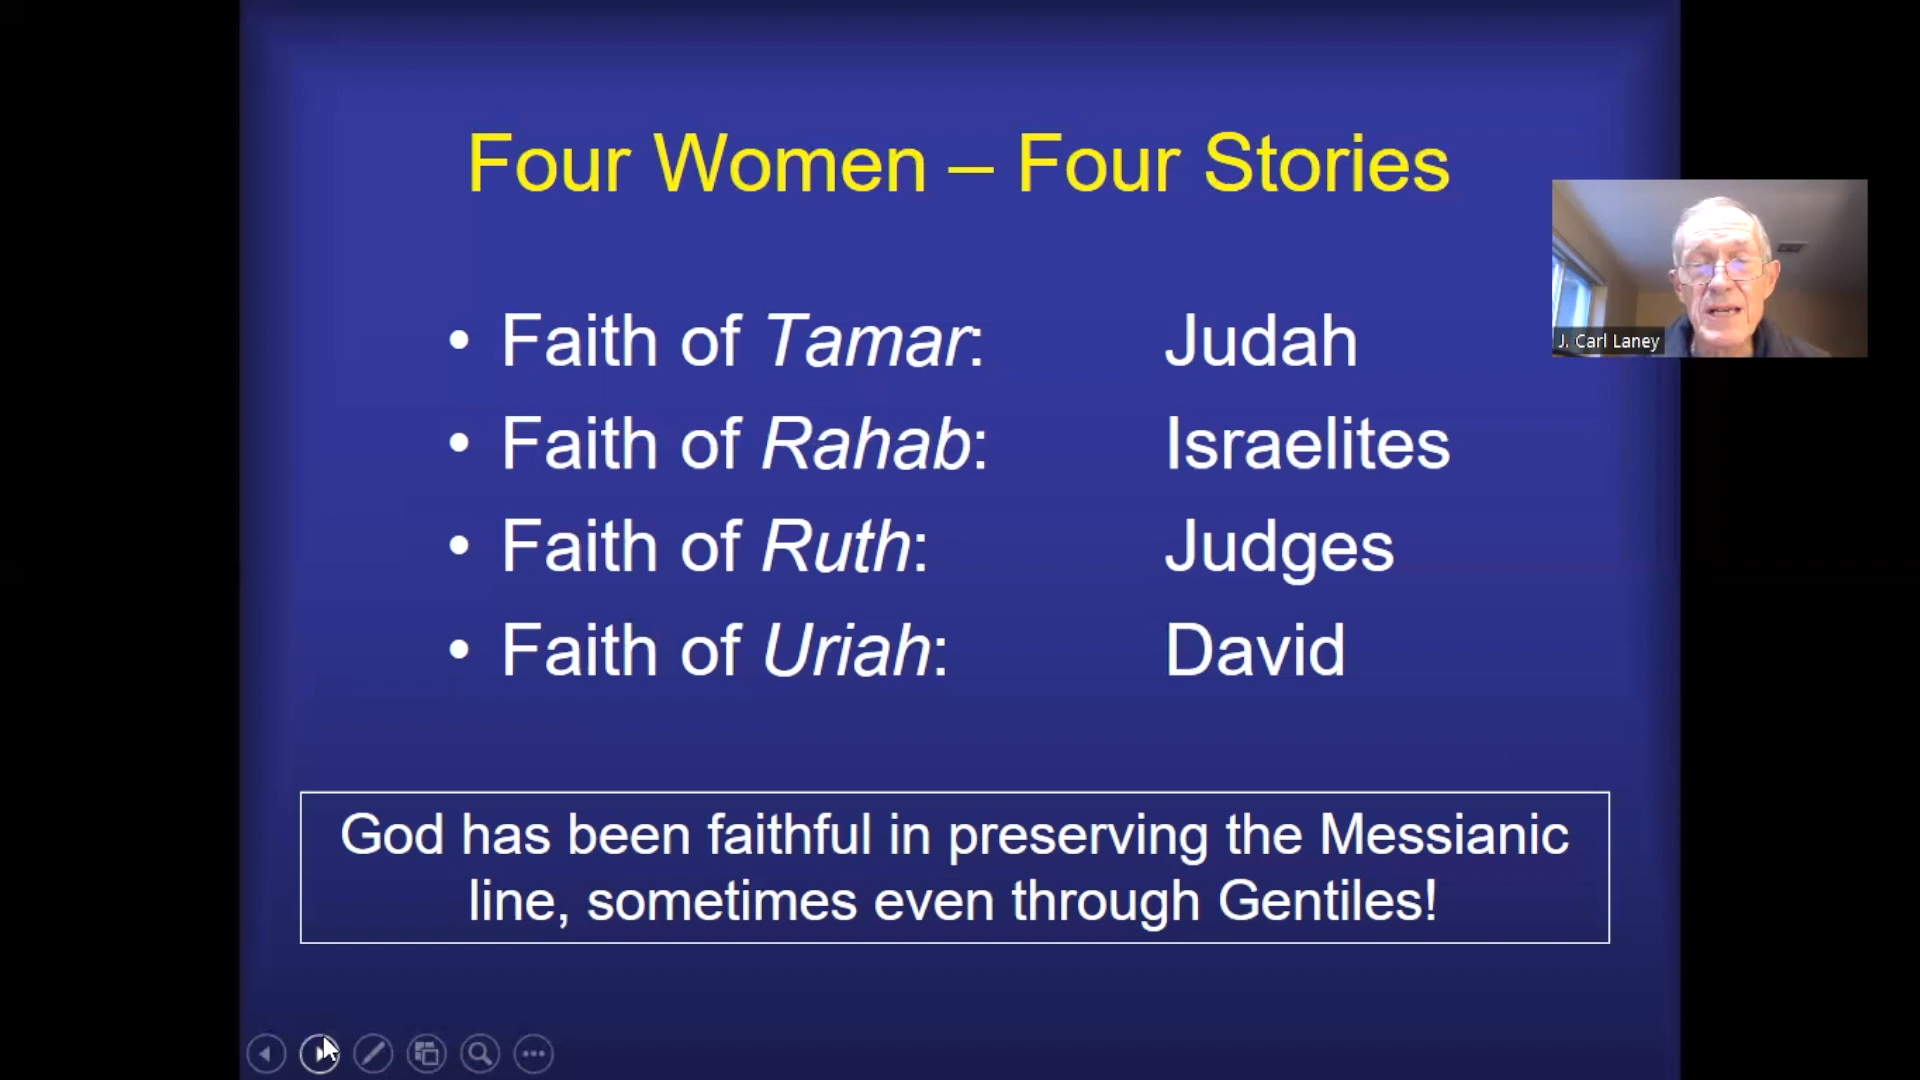 Four Women – Four Stories
• Faith of Tamar: Judah
• Faith of Rahab: Israelites
• Faith of Ruth: Judges
• Faith of Uriah: David
God has been faithful in preserving the Messianic
line, sometimes even through Gentiles!
J. Carl Laney